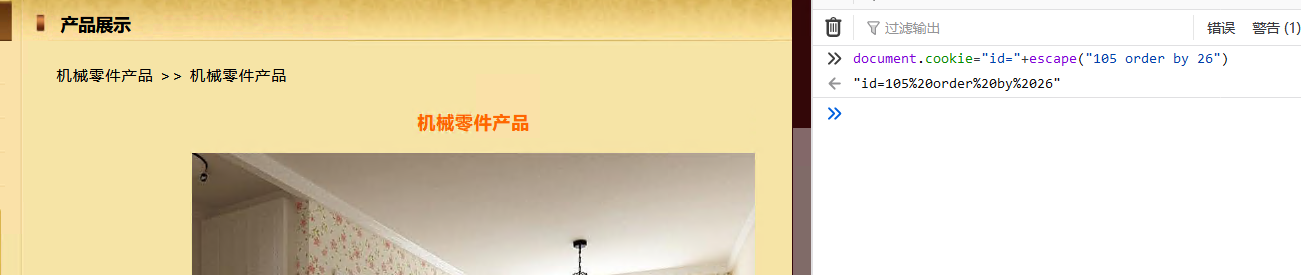 产品展示
机械零件产品 >> 机械零件产品
机械零件产品
过滤输出
错误
警告 (1)
document.cookie="id="+escape("105 order by 26")
"id=105%20order%20by%2026"